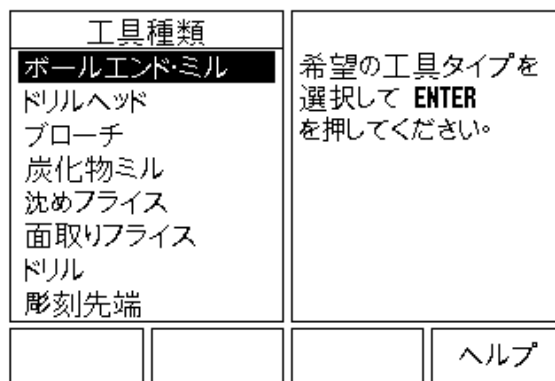 工具種類
ボールエンド・ミル
ドリルヘッド
ブローチ
炭化物ミル
沈めフライス
面取りフライス
ドリル
彫刻先端
希望の工具タイプを
選択して ENTER
を押してください。
ヘルプ